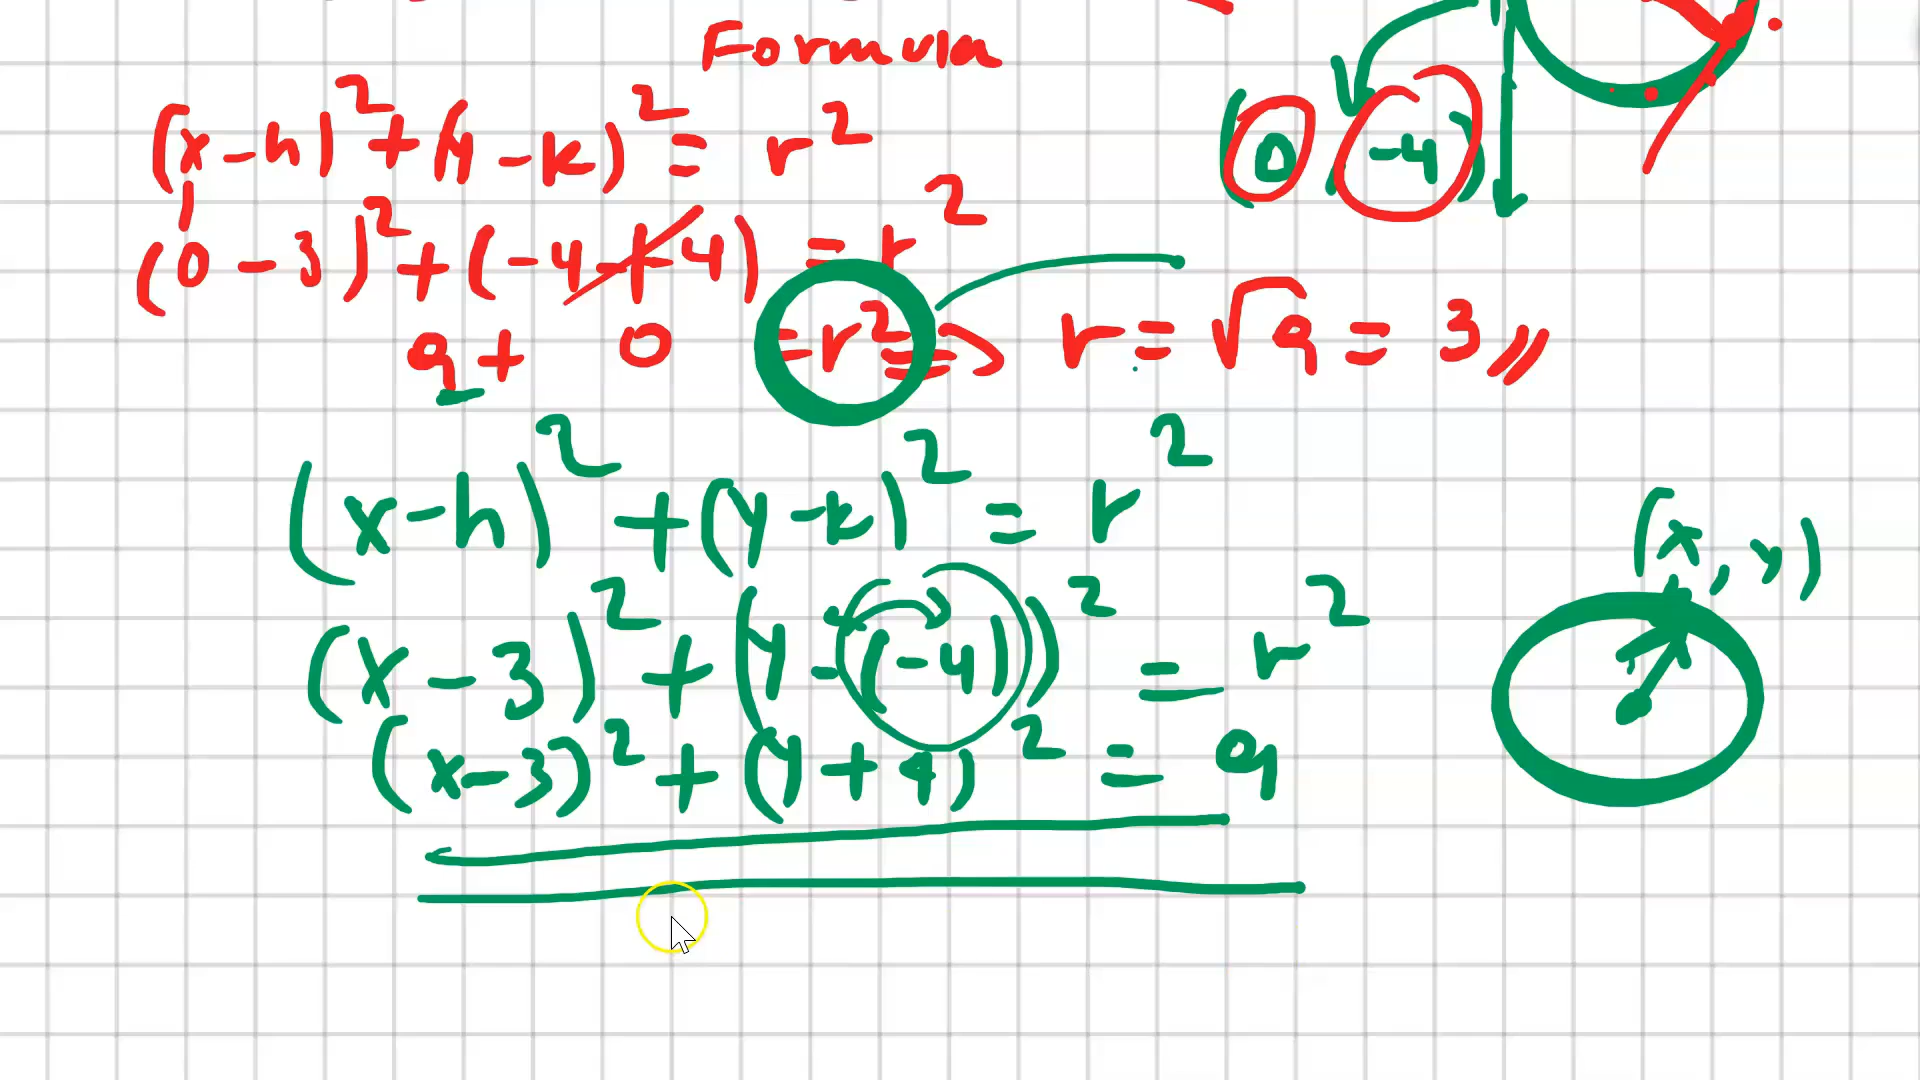 Formula
(x-h)²+(y-k)²= r²
(0 -4)
(0-3)²+(-4+4) = r²
9+ 0 =r² => r=√9=3//
(x-h)²+(y-k)²= r²
(x, y)
(x-3)²+(y-(-4))² = r²
(x-3)²+(y+4)² = 9